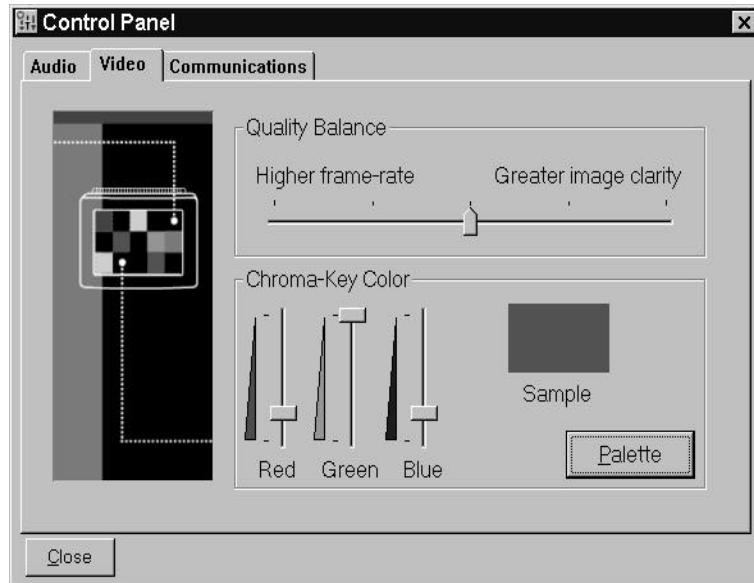 Control Panel
Audio Video Communications
Quality Balance
Higher frame-rate Greater image clarity
Chroma-Key Color
Sample
Red Green Blue
Palette
Close